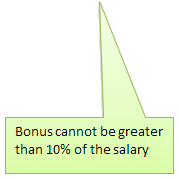 Bonus cannot be greater
than 10% of the salary